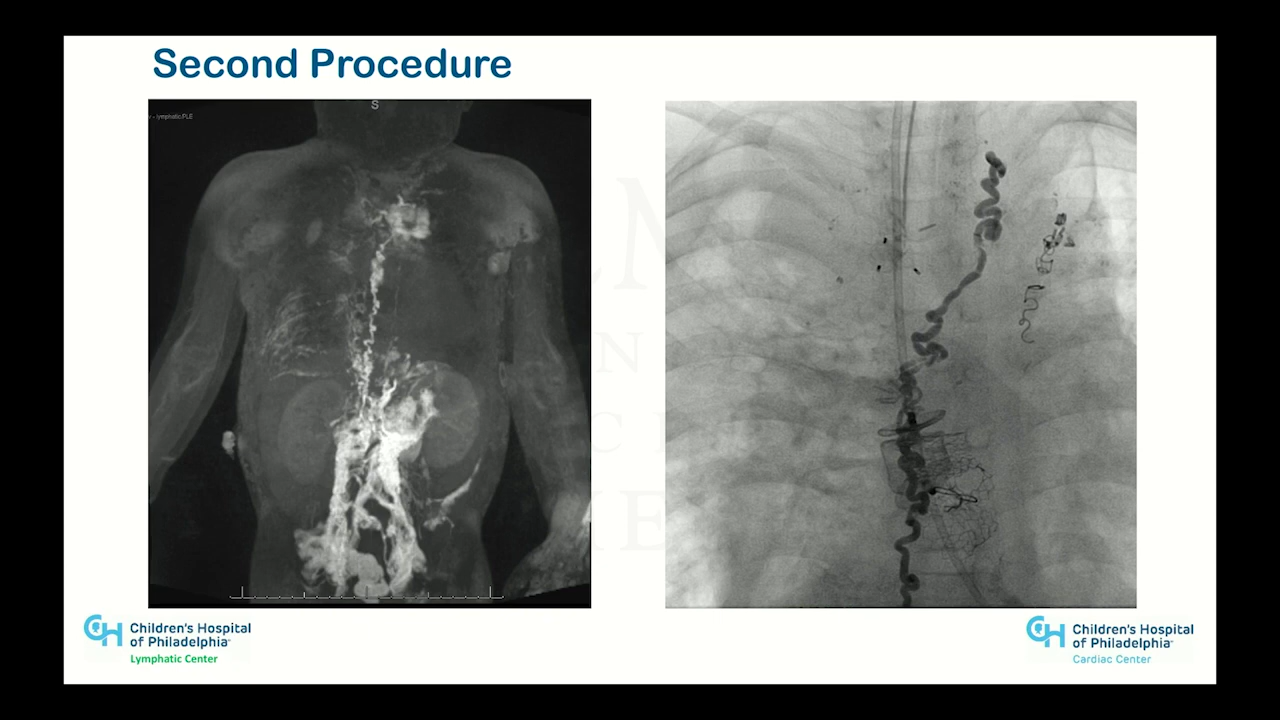 Second Procedure
S
Children's Hospital
of Philadelphia
Lymphatic Center
Children's Hospital
of Philadelphia
Cardiac Center